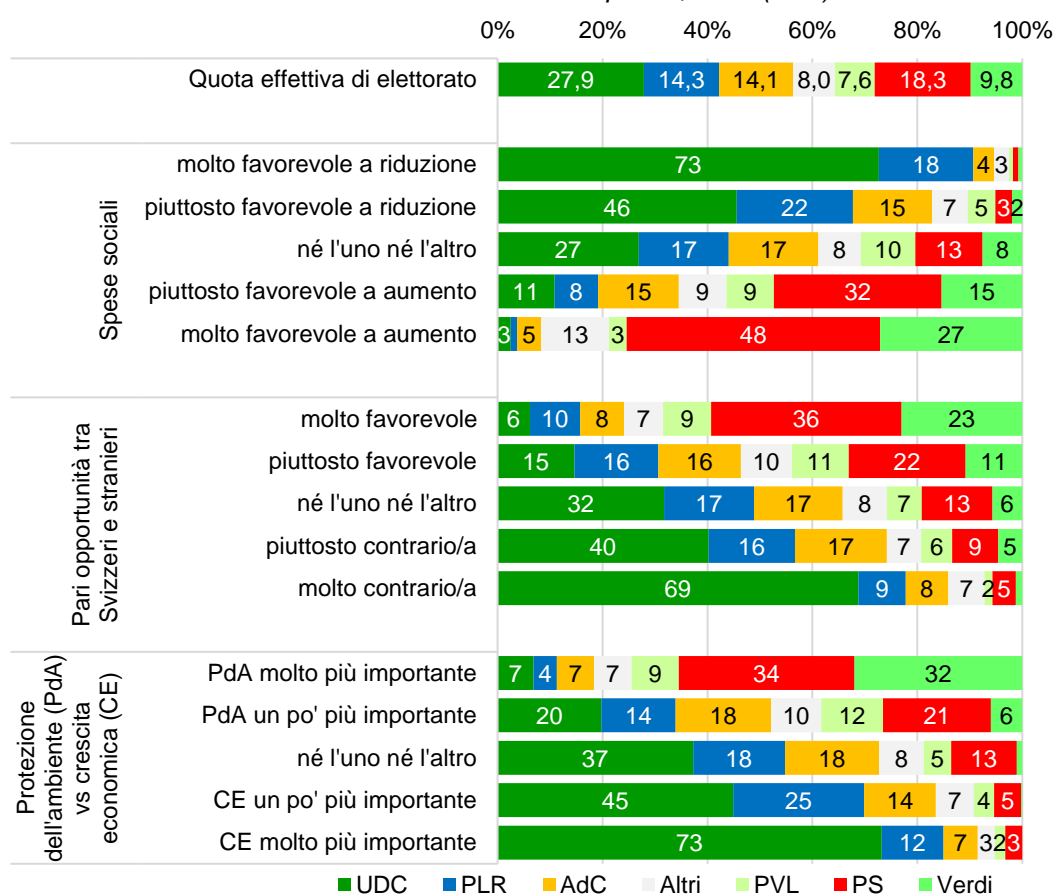 0% 20% 40% 60% 80% 100%
Quota effettiva di elettorato 27,9 14,3 14,1 8,0 7,6 18,3 9,8
Spese sociali
molto favorevole a riduzione 73 18 4 3
piuttosto favorevole a riduzione 46 22 15 7 5 3 2
né l'uno né l'altro 27 17 17 8 10 13 8
piuttosto favorevole a aumento 11 8 15 9 9 32 15
molto favorevole a aumento 3 5 13 3 48 27
Pari opportunità tra
Svizzeri e stranieri
molto favorevole 6 10 8 7 9 36 23
piuttosto favorevole 15 16 16 10 11 22 11
né l'uno né l'altro 32 17 17 8 7 13 6
piuttosto contrario/a 40 16 17 7 6 9 5
molto contrario/a 69 9 8 7 2 5
Protezione
dell'ambiente (PdA)
vs crescita
economica (CE)
PdA molto più importante 7 4 7 7 9 34 32
PdA un po' più importante 20 14 18 10 12 21 6
né l'uno né l'altro 37 18 18 8 5 13
CE un po' più importante 45 25 14 7 4 5
CE molto più importante 73 12 7 3 2 3
UDC PLR AdC Altri PVL PS Verdi